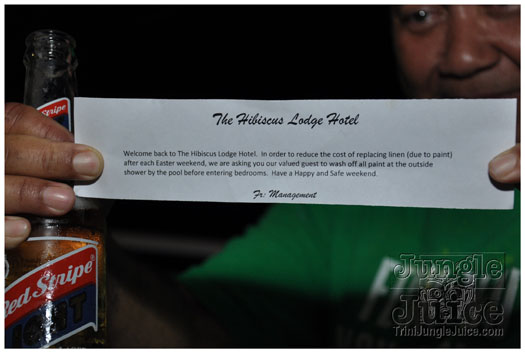 The Hibiscus Lodge Hotel
Welcome back to The Hibiscus Lodge Hotel.  In order to reduce the cost of replacing linen (due to paint)
after each Easter weekend, we are asking you our valued guest to wash off all paint at the outside
shower by the pool before entering bedrooms.  Have a Happy and Safe weekend.
Fr: Management
Red Stripe
Red Stripe
LIGHT
Jungle
Juice
TriniJungleJuice.com